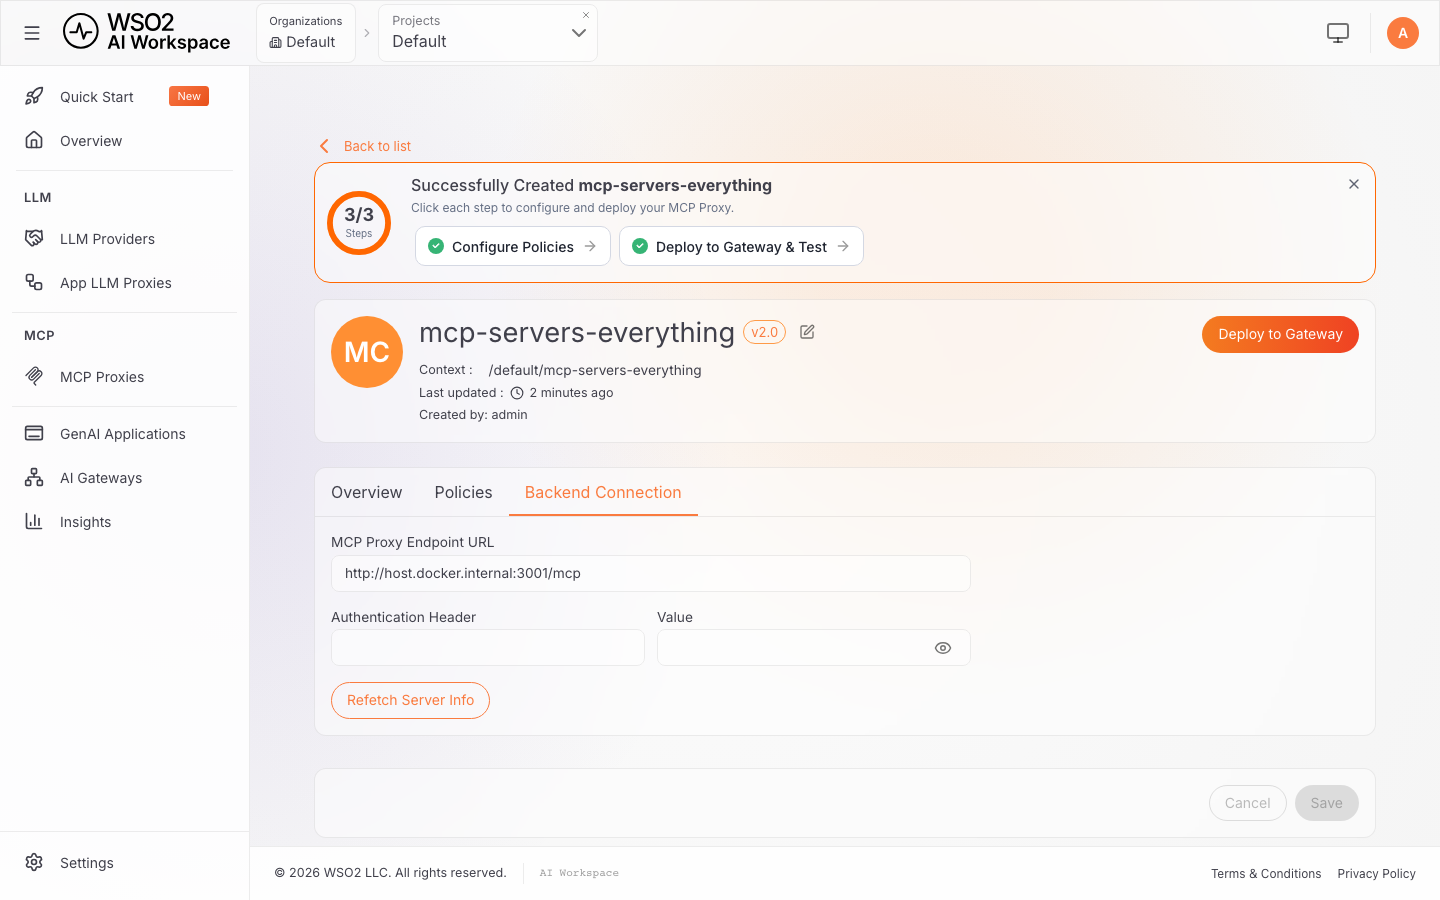 WSO2
AI Workspace
Organizations
Default
Projects
Default
A
Quick Start
New
Overview
LLM
LLM Providers
App LLM Proxies
MCP
MCP Proxies
GenAI Applications
AI Gateways
Insights
Settings
Back to list
3/3
Steps
Successfully Created mcp-servers-everything
Click each step to configure and deploy your MCP Proxy.
Configure Policies
Deploy to Gateway & Test
MC
mcp-servers-everything v2.0
Context : /default/mcp-servers-everything
Last updated : 2 minutes ago
Created by: admin
Deploy to Gateway
Overview Policies Backend Connection
MCP Proxy Endpoint URL
http://host.docker.internal:3001/mcp
Authentication Header Value
Refetch Server Info
Cancel Save
© 2026 WSO2 LLC. All rights reserved. AI Workspace
Terms & Conditions Privacy Policy